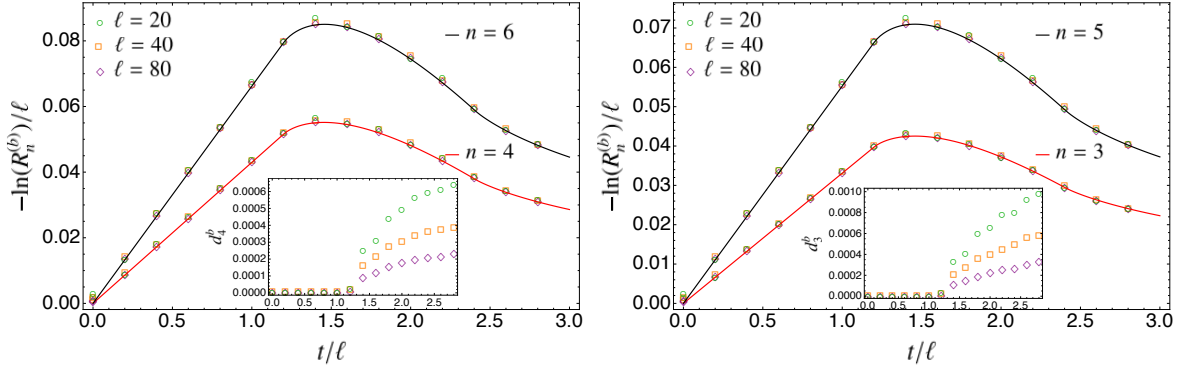 ℓ = 20
ℓ = 40
ℓ = 80
n = 6
n = 4
−ln(R_n^(b))/ℓ
0.08
0.06
0.04
0.02
0.00
0.0 0.5 1.0 1.5 2.0 2.5 3.0
t/ℓ
d_4^b
0.0006
0.0005
0.0004
0.0003
0.0002
0.0001
0.0000
0.0 0.5 1.0 1.5 2.0 2.5
ℓ = 20
ℓ = 40
ℓ = 80
n = 5
n = 3
−ln(R_n^(b))/ℓ
0.07
0.06
0.05
0.04
0.03
0.02
0.01
0.00
0.0 0.5 1.0 1.5 2.0 2.5 3.0
t/ℓ
d_3^b
0.0010
0.0008
0.0006
0.0004
0.0002
0.0000
0.0 0.5 1.0 1.5 2.0 2.5